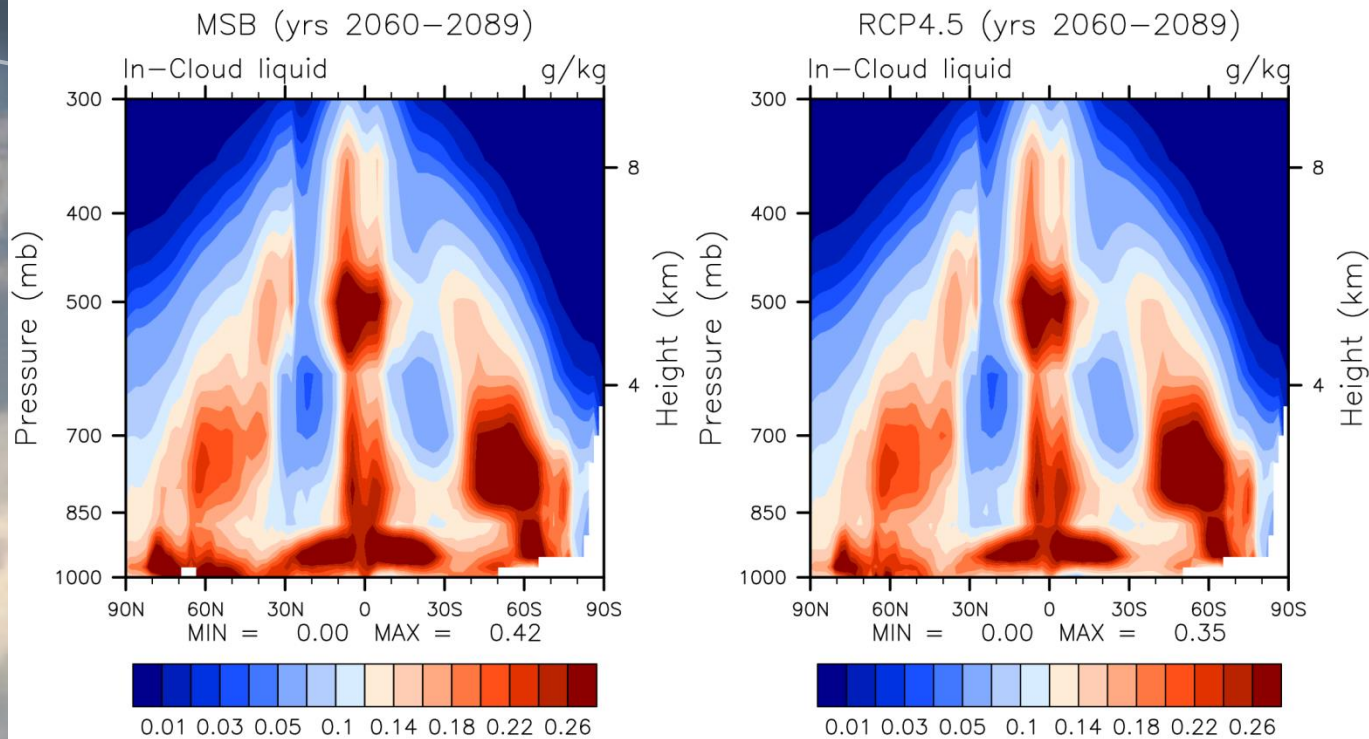 MSB (yrs 2060−2089)
In−Cloud liquid g/kg
300
400
500
700
850
1000
Pressure (mb)
8
4
Height (km)
90N 60N 30N 0 30S 60S 90S
MIN = 0.00 MAX = 0.42
0.01 0.03 0.05 0.1 0.14 0.18 0.22 0.26
RCP4.5 (yrs 2060−2089)
In−Cloud liquid g/kg
300
400
500
700
850
1000
Pressure (mb)
8
4
Height (km)
90N 60N 30N 0 30S 60S 90S
MIN = 0.00 MAX = 0.35
0.01 0.03 0.05 0.1 0.14 0.18 0.22 0.26